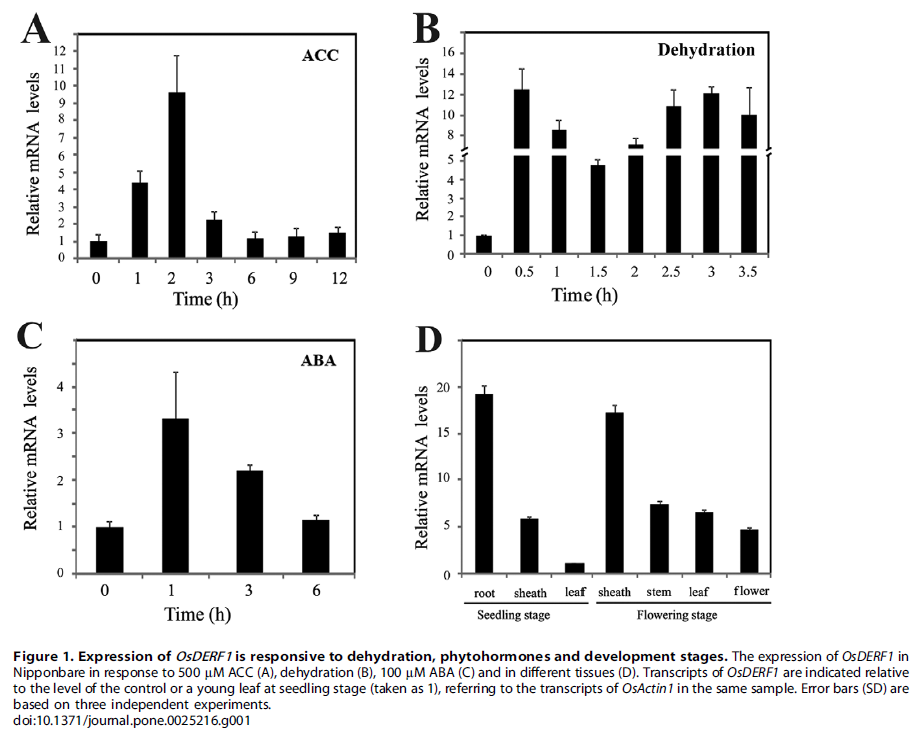 A
ACC
Relative mRNA levels
12
11
10
9
8
7
6
5
4
3
2
1
0
0 1 2 3 6 9 12
Time (h)
B
Dehydration
Relative mRNA levels
16
14
12
10
8
5
4
3
2
1
0
0 0.5 1 1.5 2 2.5 3 3.5
Time (h)
C
ABA
Relative mRNA levels
4
3
2
1
0
0 1 3 6
Time (h)
D
Relative mRNA levels
20
15
10
5
0
root sheath leaf sheath stem leaf flower
Seedling stage Flowering stage
Figure 1. Expression of OsDERF1 is responsive to dehydration, phytohormones and development stages. The expression of OsDERF1 in
Nipponbare in response to 500 μM ACC (A), dehydration (B), 100 μM ABA (C) and in different tissues (D). Transcripts of OsDERF1 are indicated relative
to the level of the control or a young leaf at seedling stage (taken as 1), referring to the transcripts of OsActin1 in the same sample. Error bars (SD) are
based on three independent experiments.
doi:10.1371/journal.pone.0025216.g001